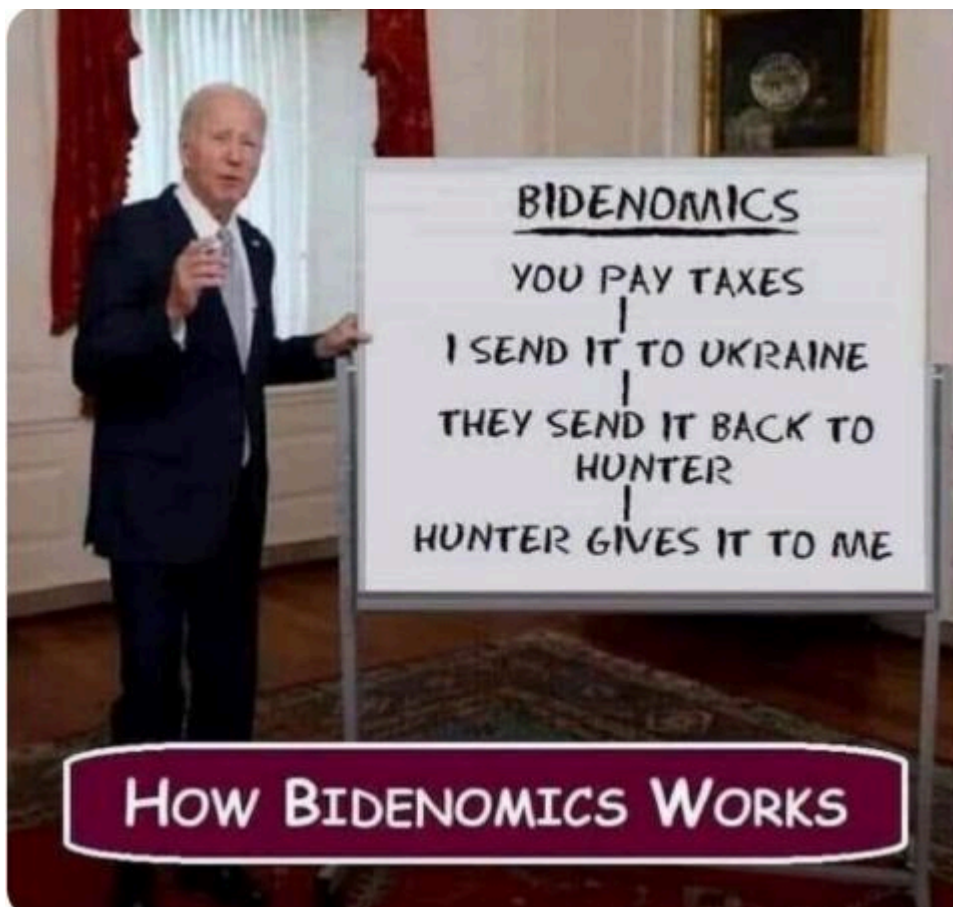 BIDENOMICS
YOU PAY TAXES
I SEND IT TO UKRAINE
THEY SEND IT BACK TO
HUNTER
HUNTER GIVES IT TO ME
HOW BIDENOMICS WORKS